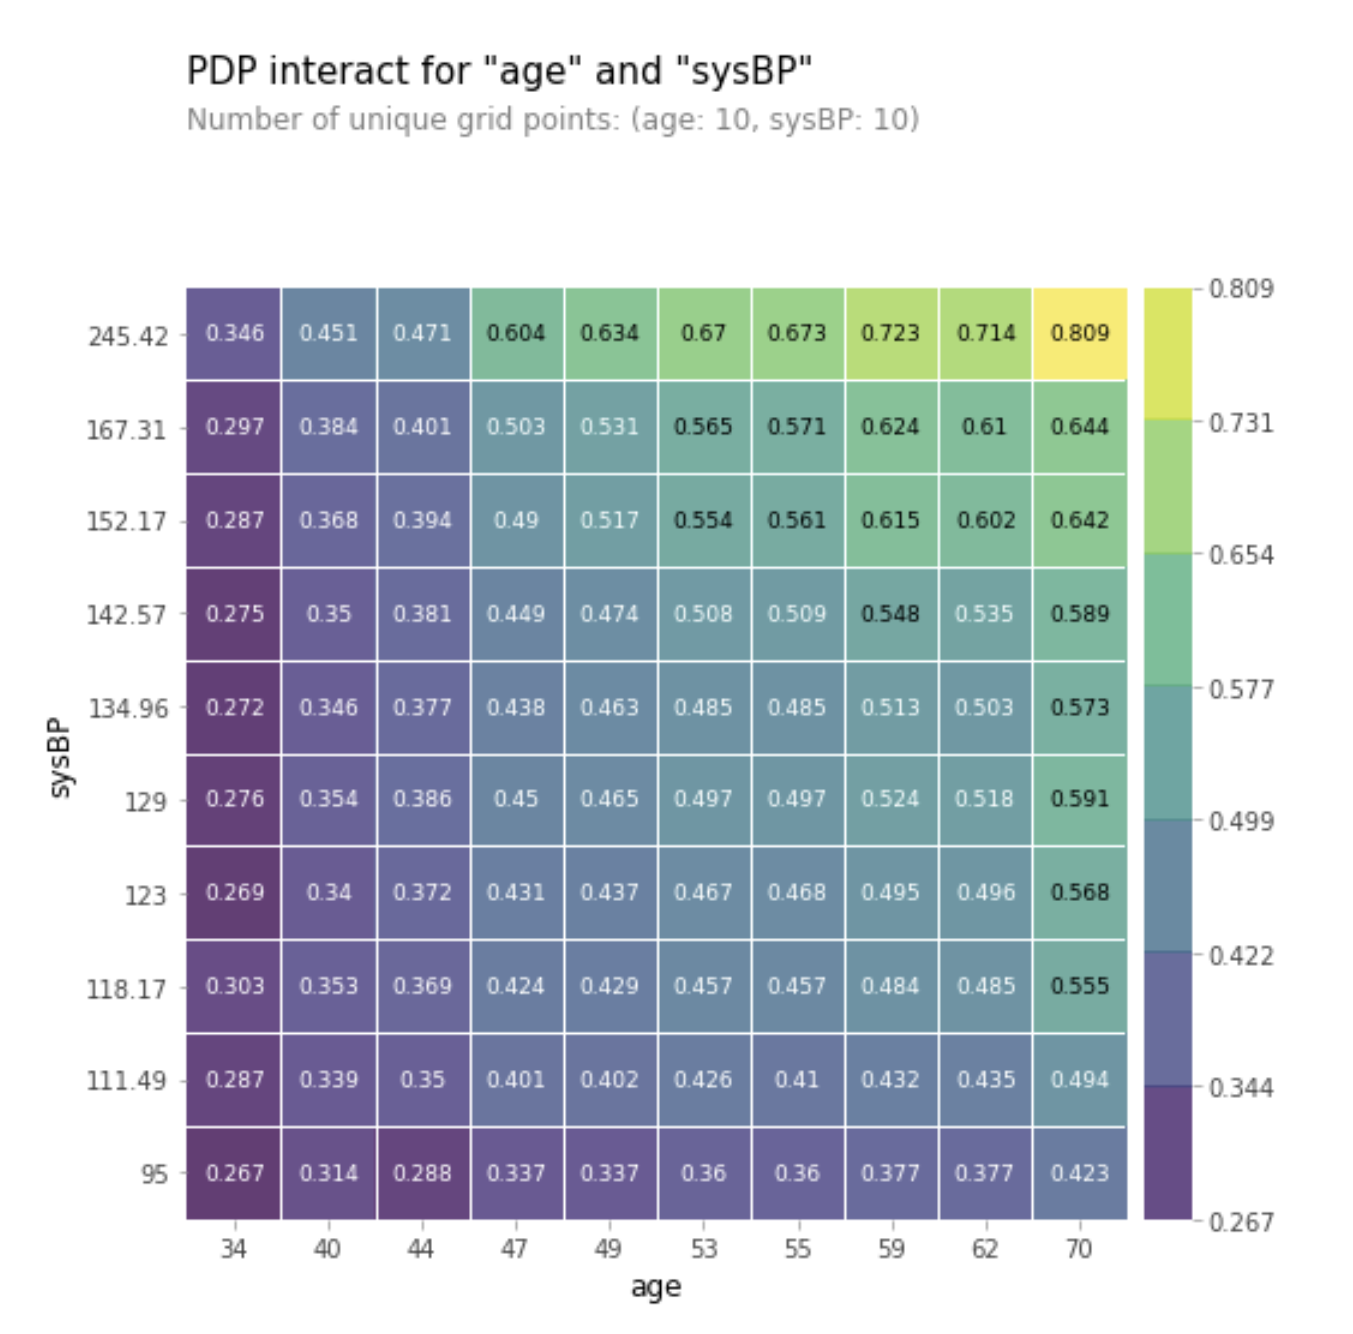 PDP interact for "age" and "sysBP"
Number of unique grid points: (age: 10, sysBP: 10)
0.809
245.42 0.346 0.451 0.471 0.604 0.634 0.67 0.673 0.723 0.714 0.809
167.31 0.297 0.384 0.401 0.503 0.531 0.565 0.571 0.624 0.61 0.644
0.731
152.17 0.287 0.368 0.394 0.49 0.517 0.554 0.561 0.615 0.602 0.642
0.654
142.57 0.275 0.35 0.381 0.449 0.474 0.508 0.509 0.548 0.535 0.589
0.577
134.96 0.272 0.346 0.377 0.438 0.463 0.485 0.485 0.513 0.503 0.573
sysBP
129 0.276 0.354 0.386 0.45 0.465 0.497 0.497 0.524 0.518 0.591
0.499
123 0.269 0.34 0.372 0.431 0.437 0.467 0.468 0.495 0.496 0.568
0.422
118.17 0.303 0.353 0.369 0.424 0.429 0.457 0.457 0.484 0.485 0.555
111.49 0.287 0.339 0.35 0.401 0.402 0.426 0.41 0.432 0.435 0.494
0.344
95 0.267 0.314 0.288 0.337 0.337 0.36 0.36 0.377 0.377 0.423
0.267
34 40 44 47 49 53 55 59 62 70
age